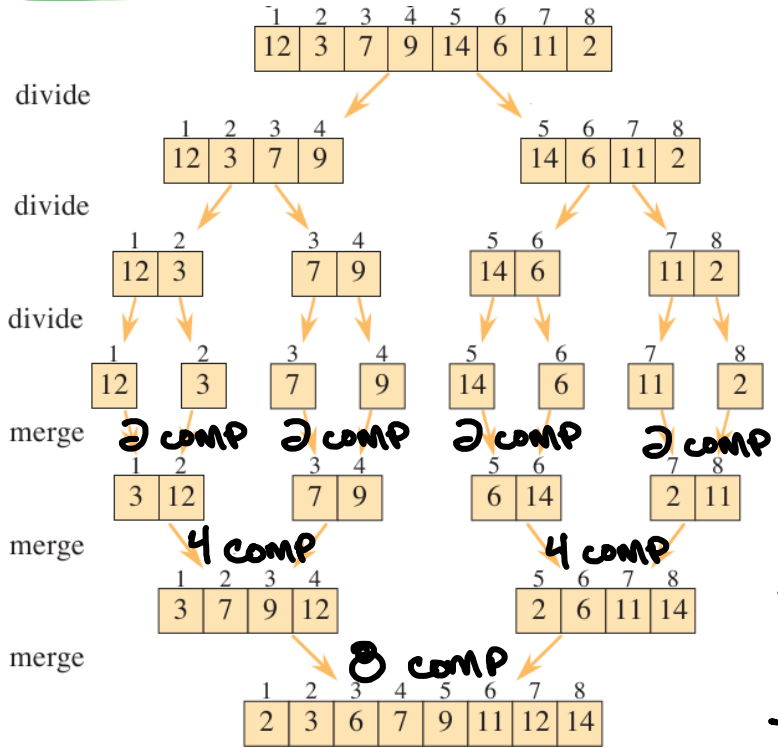 1 2 3 4 5 6 7 8
12 3 7 9 14 6 11 2
divide
1 2 3 4 5 6 7 8
12 3 7 9 14 6 11 2
divide
1 2 3 4 5 6 7 8
12 3 7 9 14 6 11 2
divide
1 2 3 4 5 6 7 8
12 3 7 9 14 6 11 2
merge 2 comp 2 comp 2 comp 2 comp
1 2 3 4 5 6 7 8
3 12 7 9 6 14 2 11
merge 4 comp 4 comp
1 2 3 4 5 6 7 8
3 7 9 12 2 6 11 14
merge 8 comp
1 2 3 4 5 6 7 8
2 3 6 7 9 11 12 14